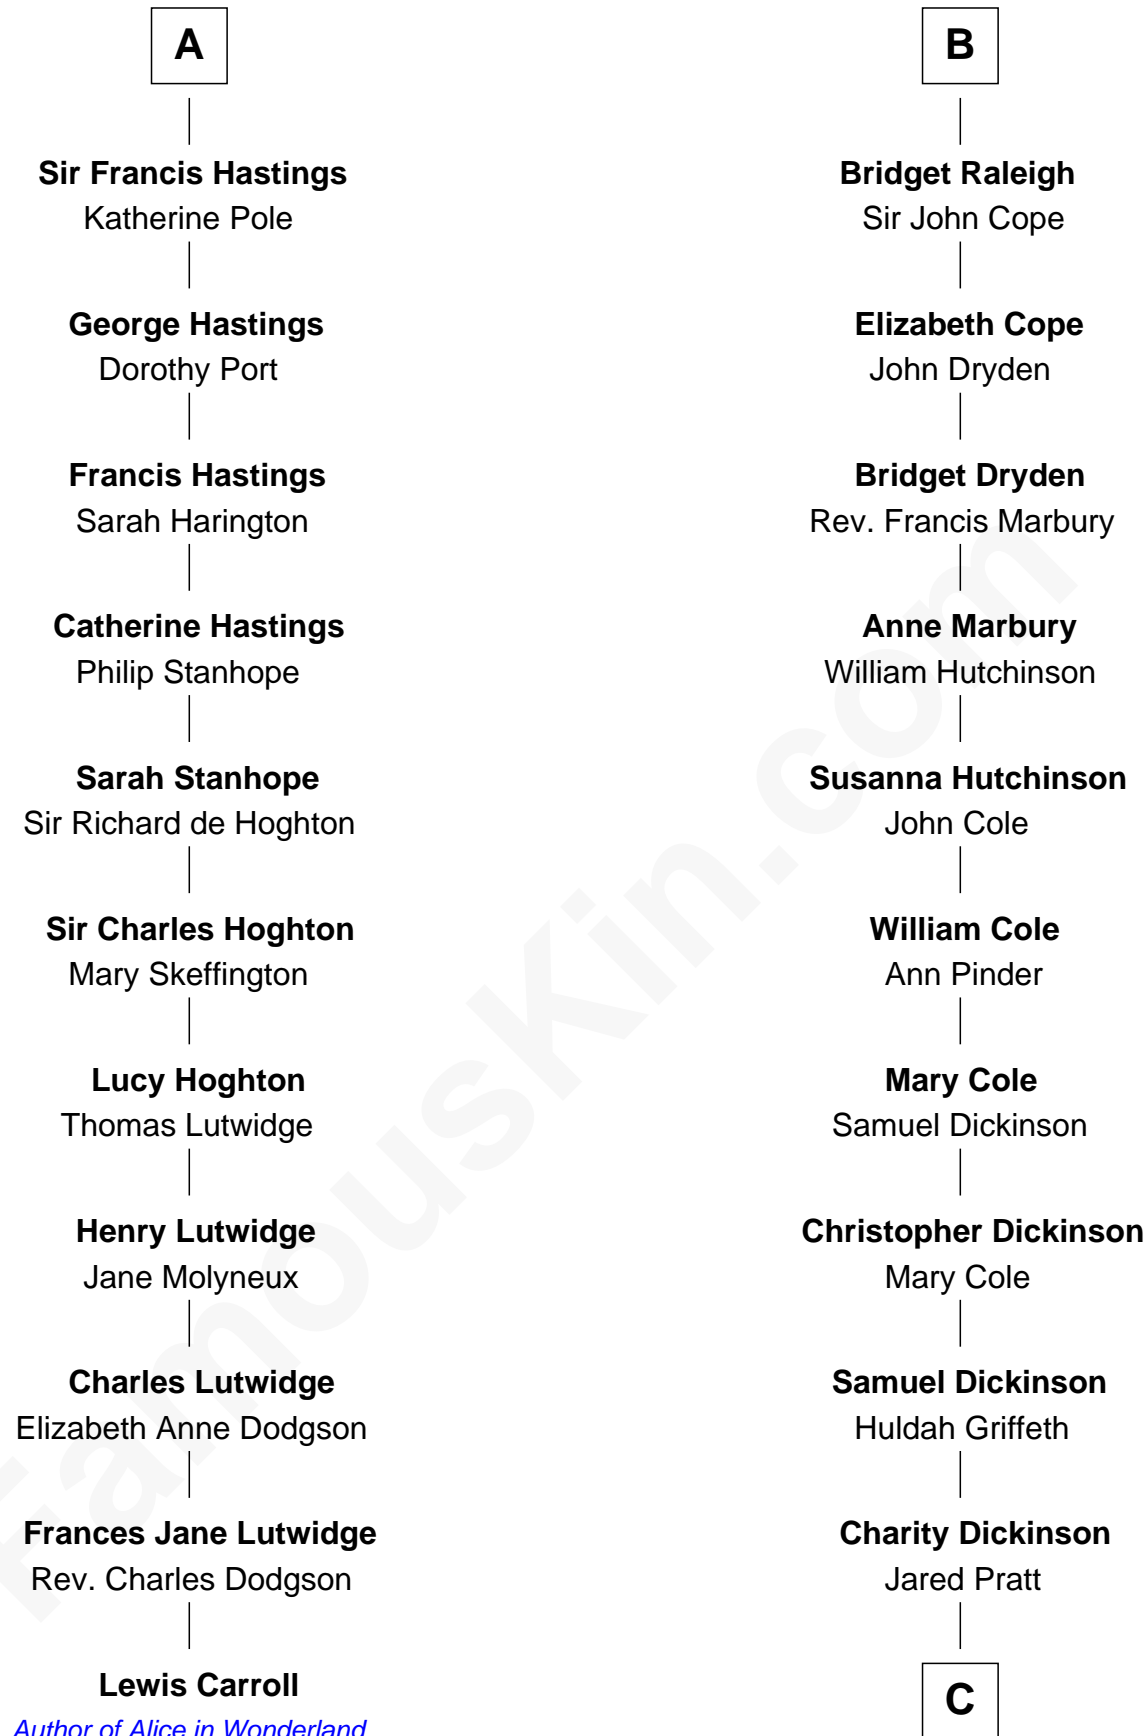 A
Sir Francis Hastings
Katherine Pole
George Hastings
Dorothy Port
Francis Hastings
Sarah Harington
Catherine Hastings
Philip Stanhope
Sarah Stanhope
Sir Richard de Hoghton
Sir Charles Hoghton
Mary Skeffington
Lucy Hoghton
Thomas Lutwidge
Henry Lutwidge
Jane Molyneux
Charles Lutwidge
Elizabeth Anne Dodgson
Frances Jane Lutwidge
Rev. Charles Dodgson
Lewis Carroll
Author of Alice in Wonderland
B
Bridget Raleigh
Sir John Cope
Elizabeth Cope
John Dryden
Bridget Dryden
Rev. Francis Marbury
Anne Marbury
William Hutchinson
Susanna Hutchinson
John Cole
William Cole
Ann Pinder
Mary Cole
Samuel Dickinson
Christopher Dickinson
Mary Cole
Samuel Dickinson
Huldah Griffeth
Charity Dickinson
Jared Pratt
C
FamousKin.com